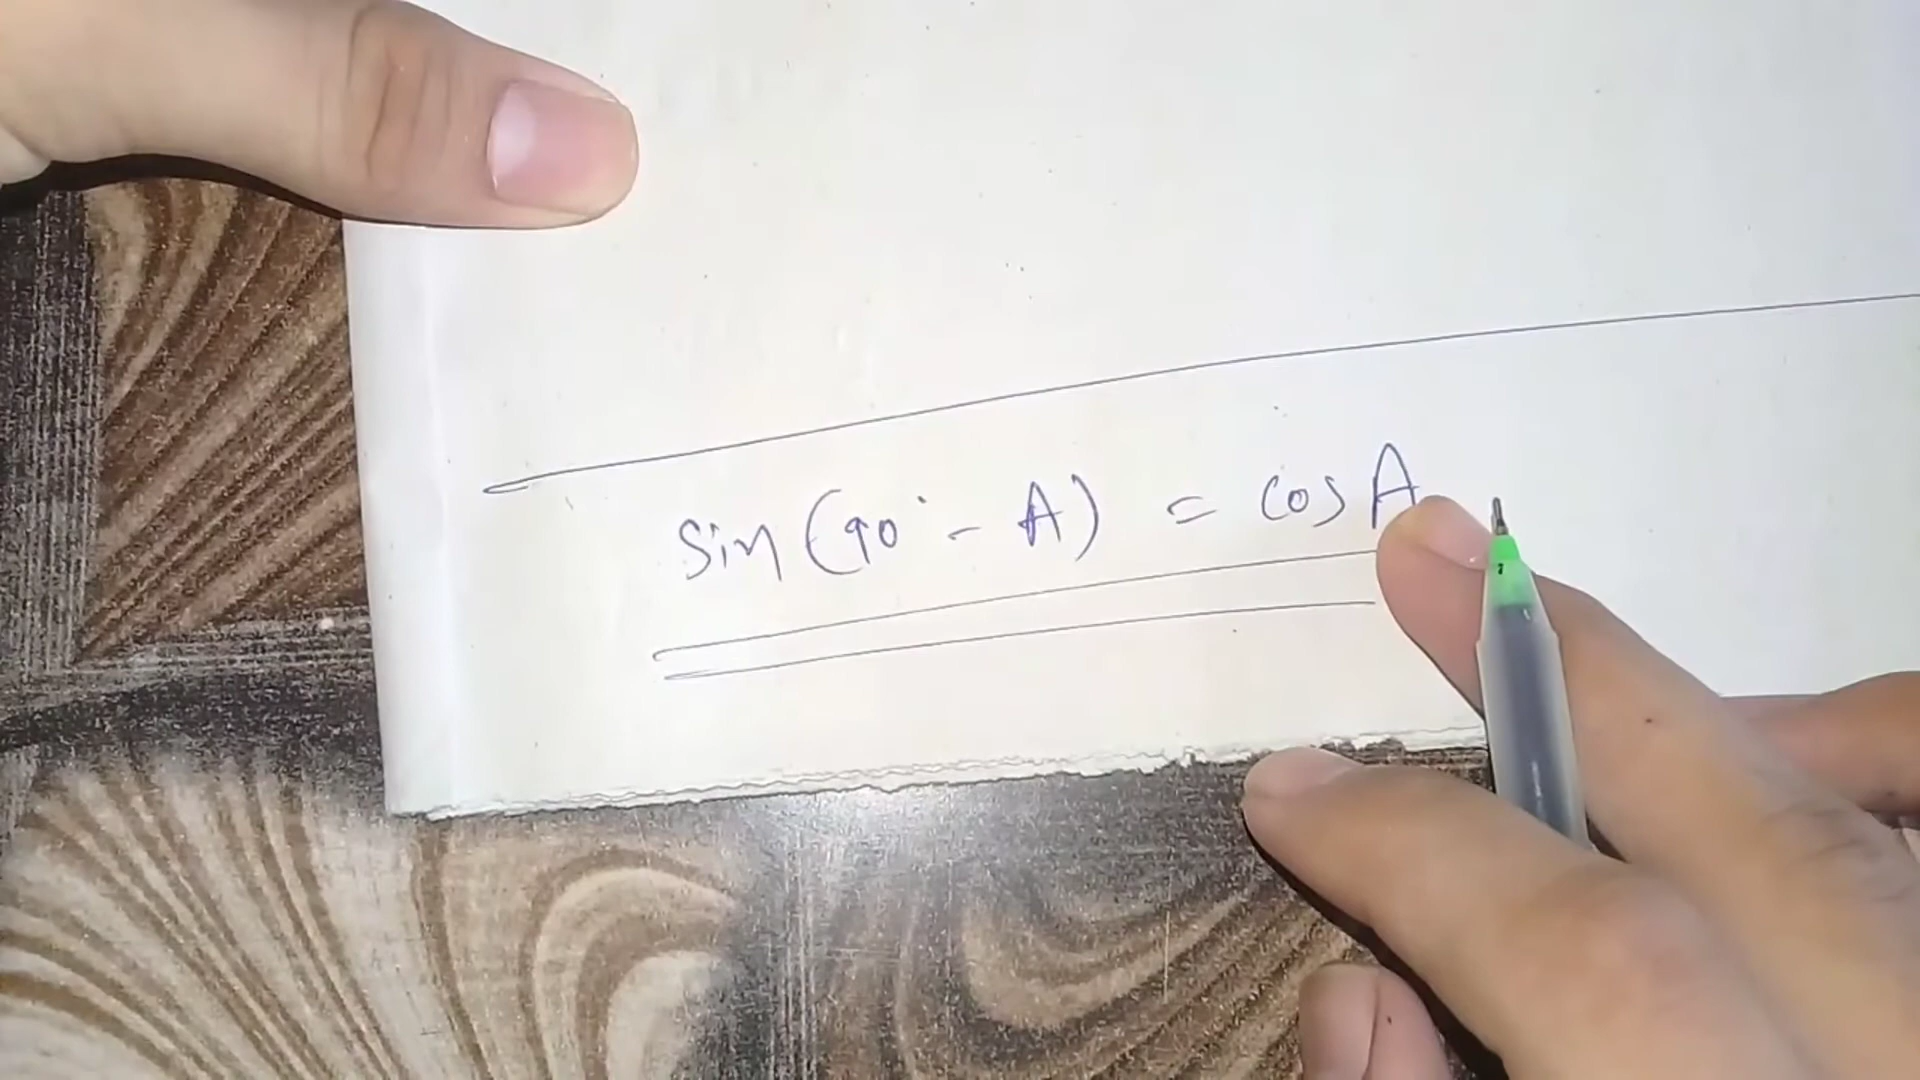 sin (90° - A) = cos A